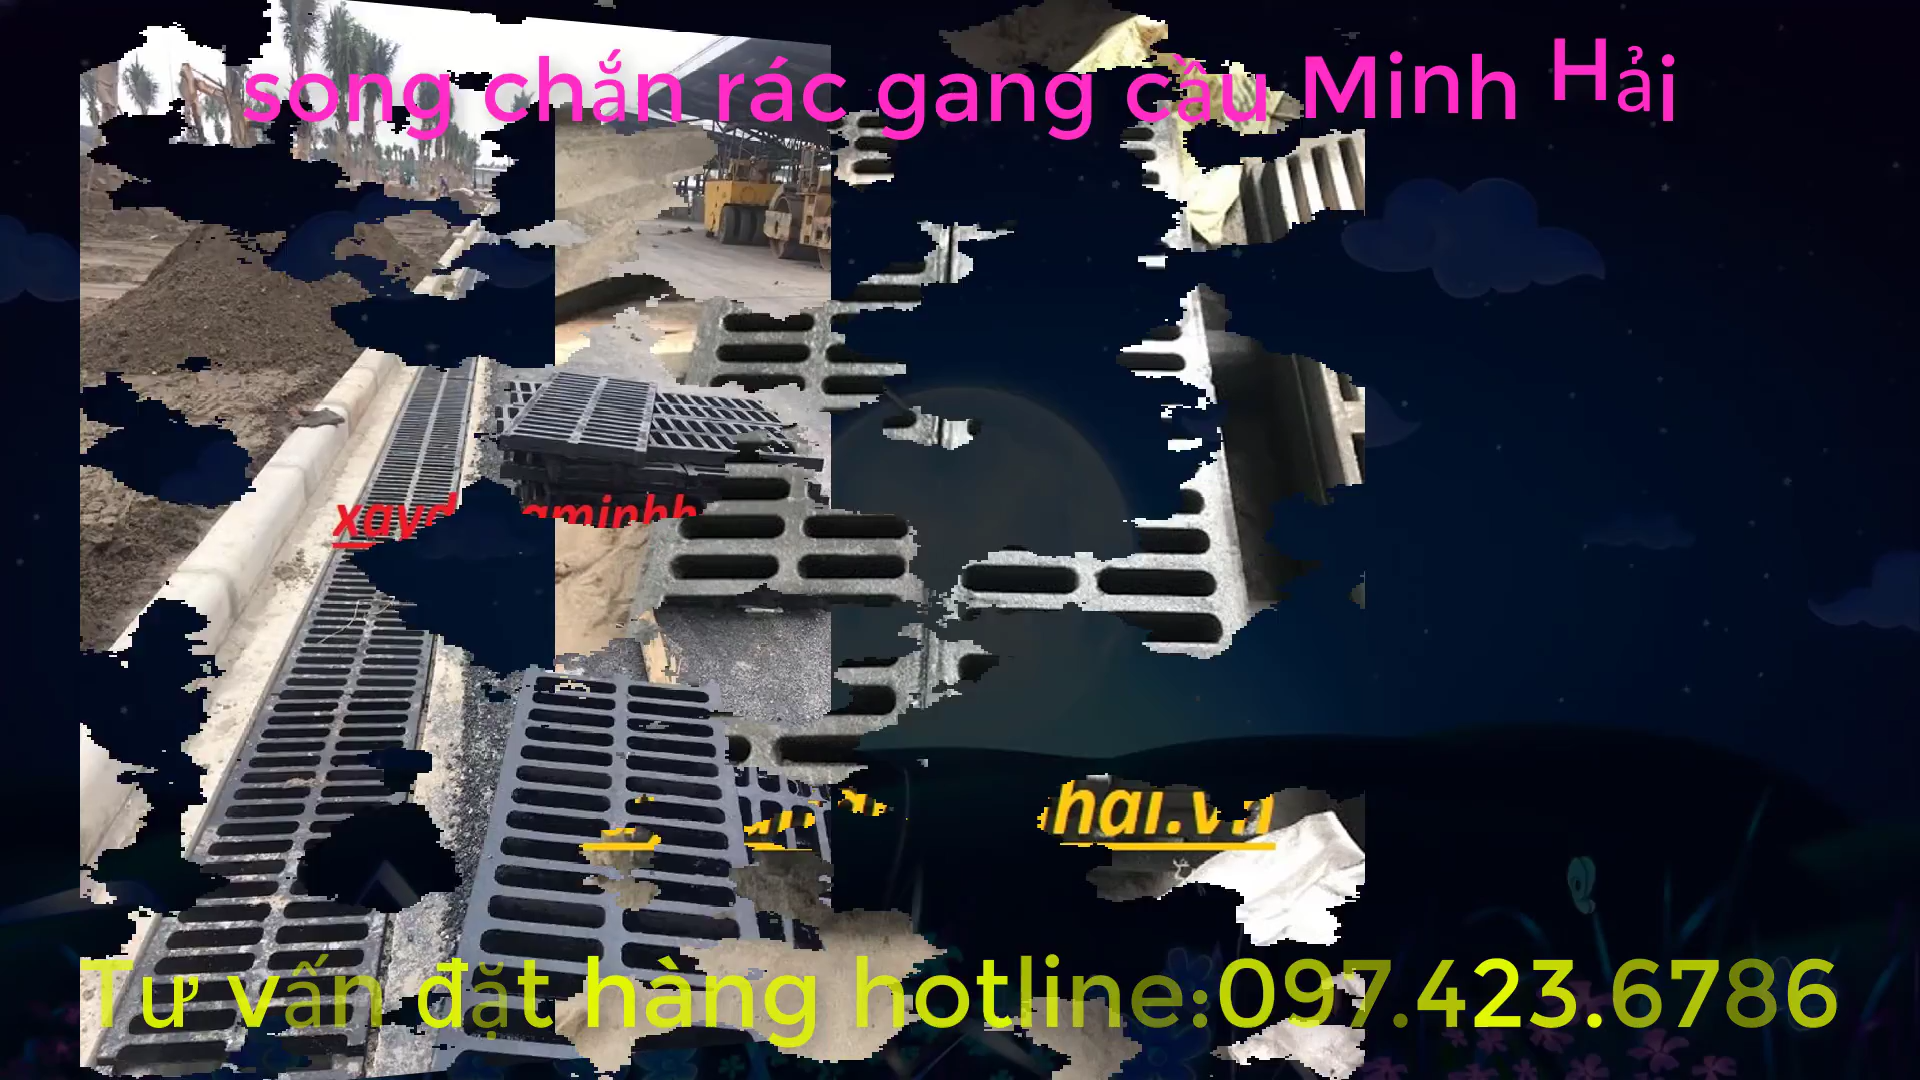 song chắn rác gang cầu Minh Hải
hai.vn
Tư vấn đặt hàng hotline:097.423.6786